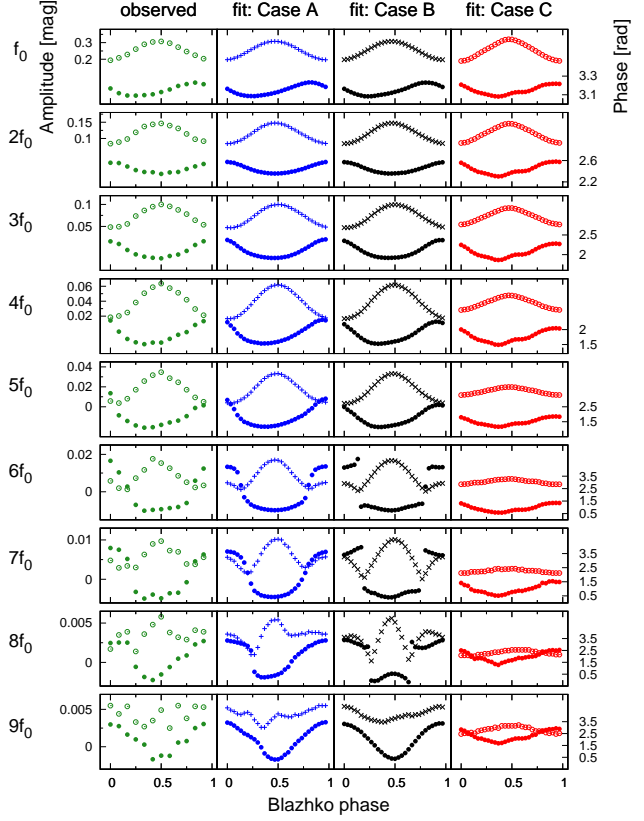 observed fit: Case A fit: Case B fit: Case C
Amplitude [mag]
Phase [rad]
f0 0.3 0.2 3.3 3.1
2f0 0.15 0.1 2.6 2.2
3f0 0.1 0.05 2.5 2
4f0 0.06 0.04 0.02 2 1.5
5f0 0.04 0.02 0 2.5 1.5
6f0 0.02 0 3.5 2.5 1.5 0.5
7f0 0.01 0 3.5 2.5 1.5 0.5
8f0 0.005 0 3.5 2.5 1.5 0.5
9f0 0.005 0 3.5 2.5 1.5 0.5
0 0.5 1 0 0.5 1 0 0.5 1 0 0.5 1
Blazhko phase